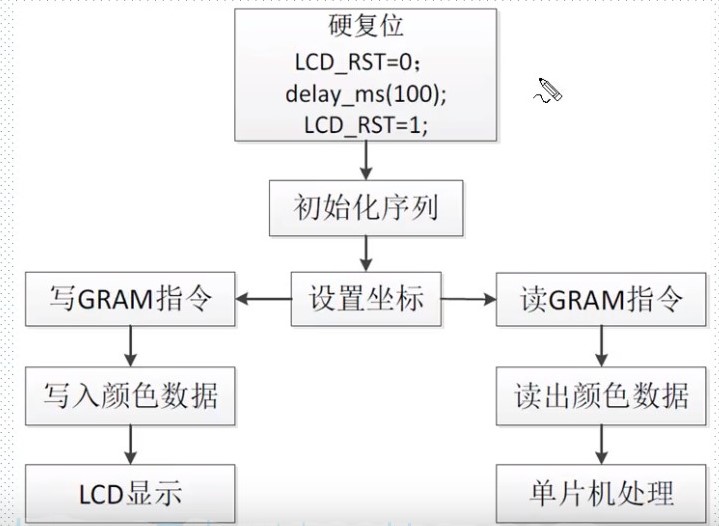 硬复位
LCD_RST=0;
delay_ms(100);
LCD_RST=1;
初始化序列
写GRAM指令
设置坐标
读GRAM指令
写入颜色数据
读出颜色数据
LCD显示
单片机处理